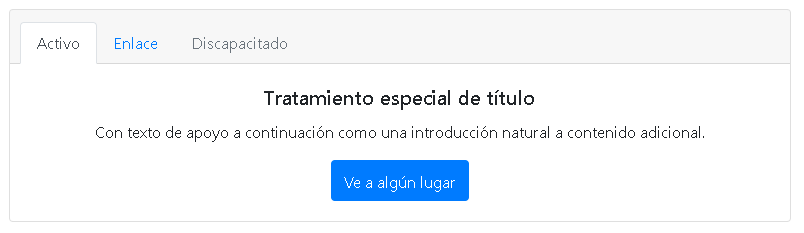 Activo Enlace Discapacitado
Tratamiento especial de título
Con texto de apoyo a continuación como una introducción natural a contenido adicional.
Ve a algún lugar